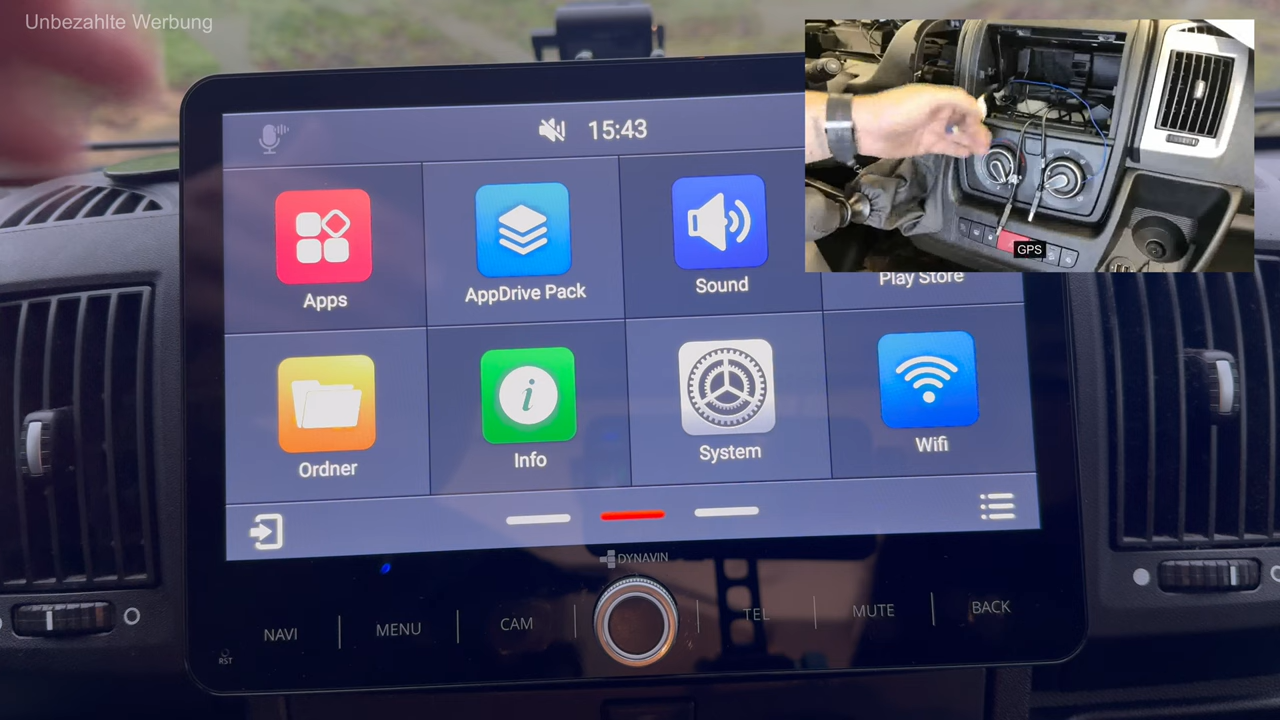 Unbezahlte Werbung
15:43
GPS
Apps
AppDrive Pack
Sound
Play Store
Ordner
Info
System
Wifi
DYNAVIN
NAVI
MENU
CAM
TEL
MUTE
BACK
RST